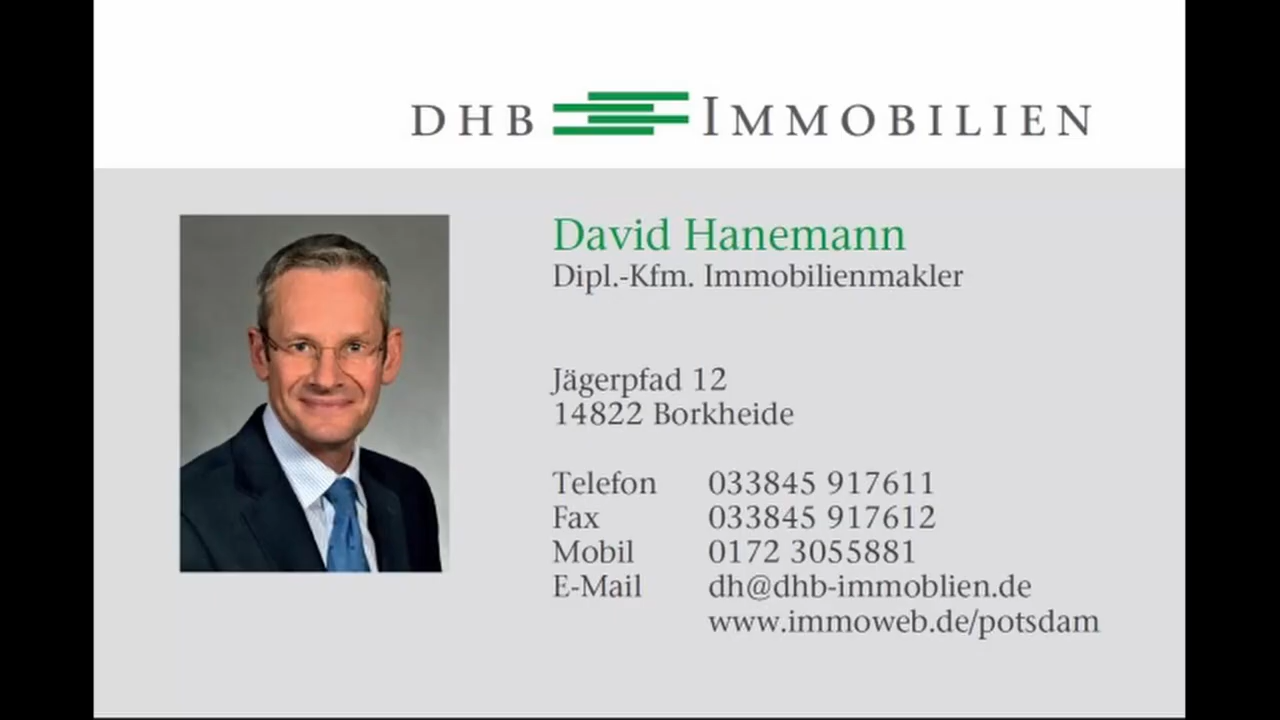 DHB IMMOBILIEN
David Hanemann
Dipl.-Kfm. Immobilienmakler
Jägerpfad 12
14822 Borkheide
Telefon 033845 917611
Fax 033845 917612
Mobil 0172 3055881
E-Mail dh@dhb-immoblien.de
www.immoweb.de/potsdam